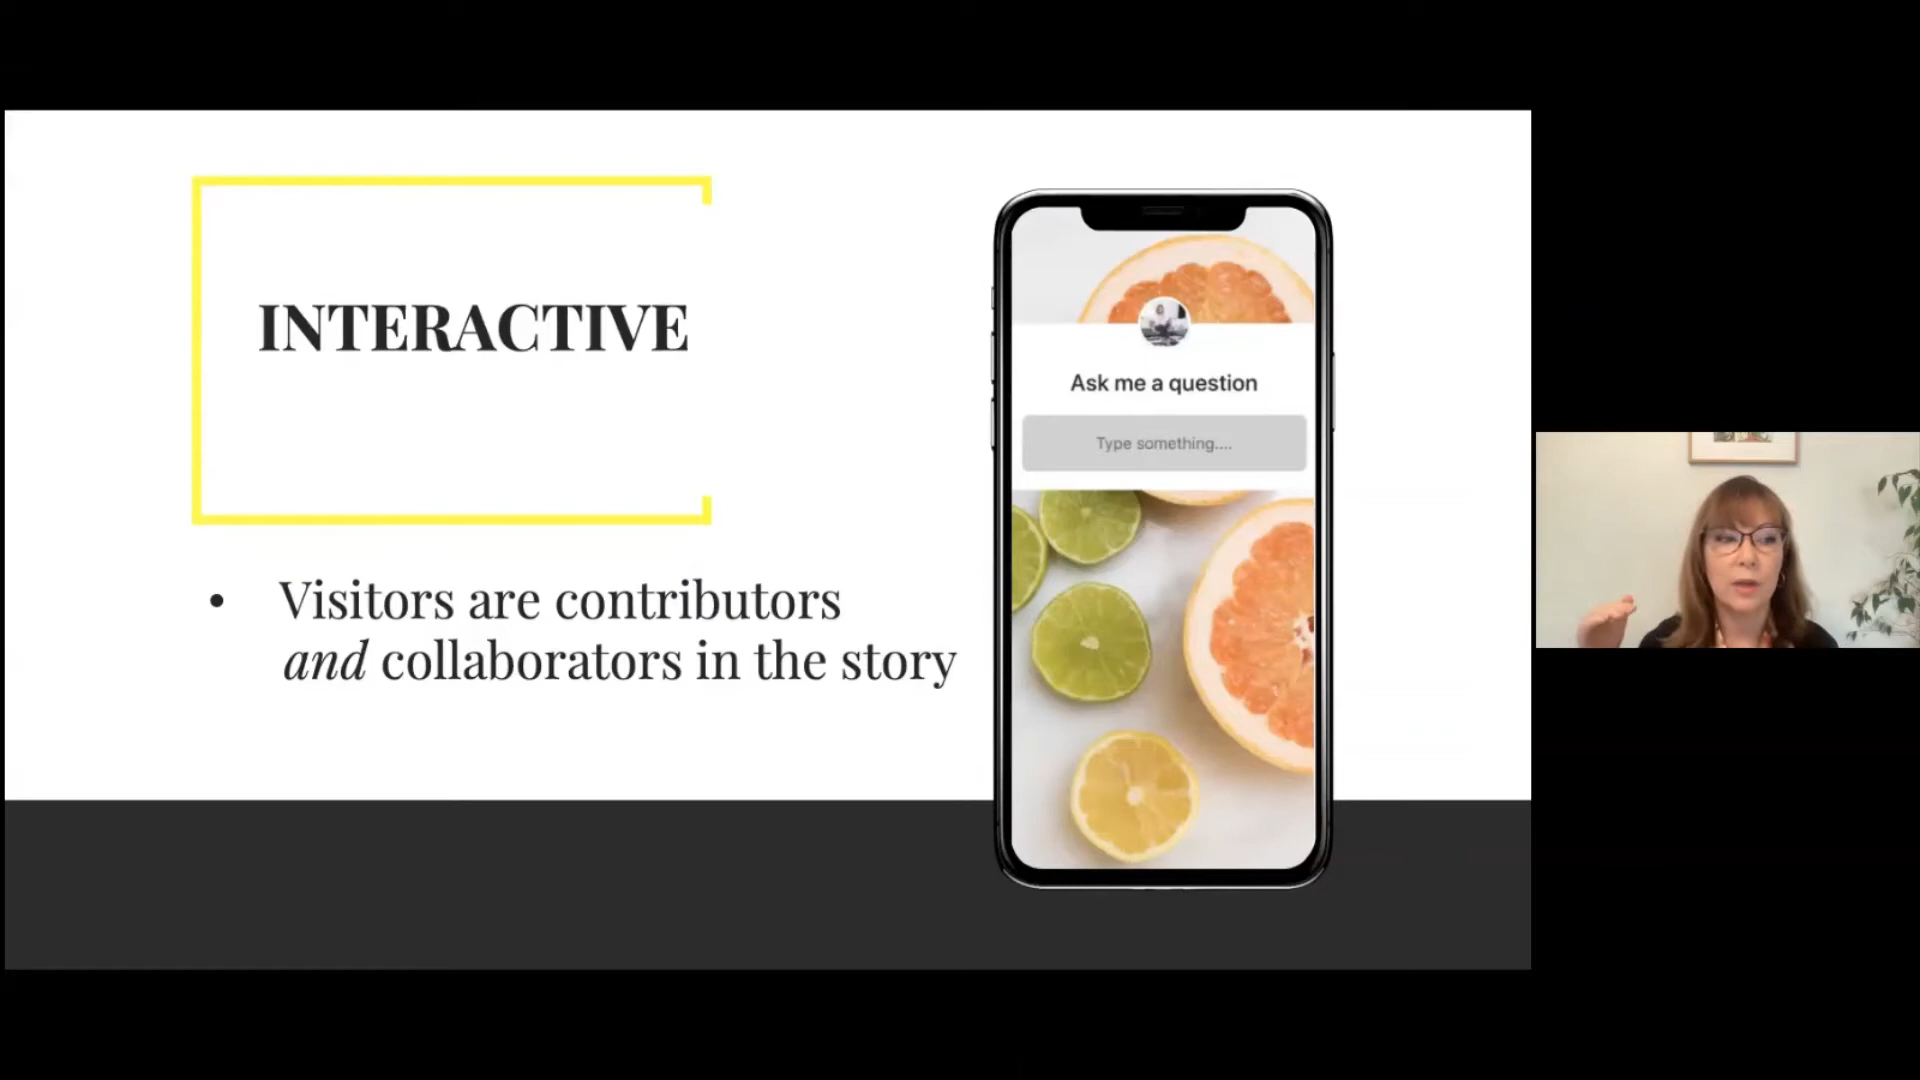 INTERACTIVE
• Visitors are contributors
and collaborators in the story
Ask me a question
Type something....